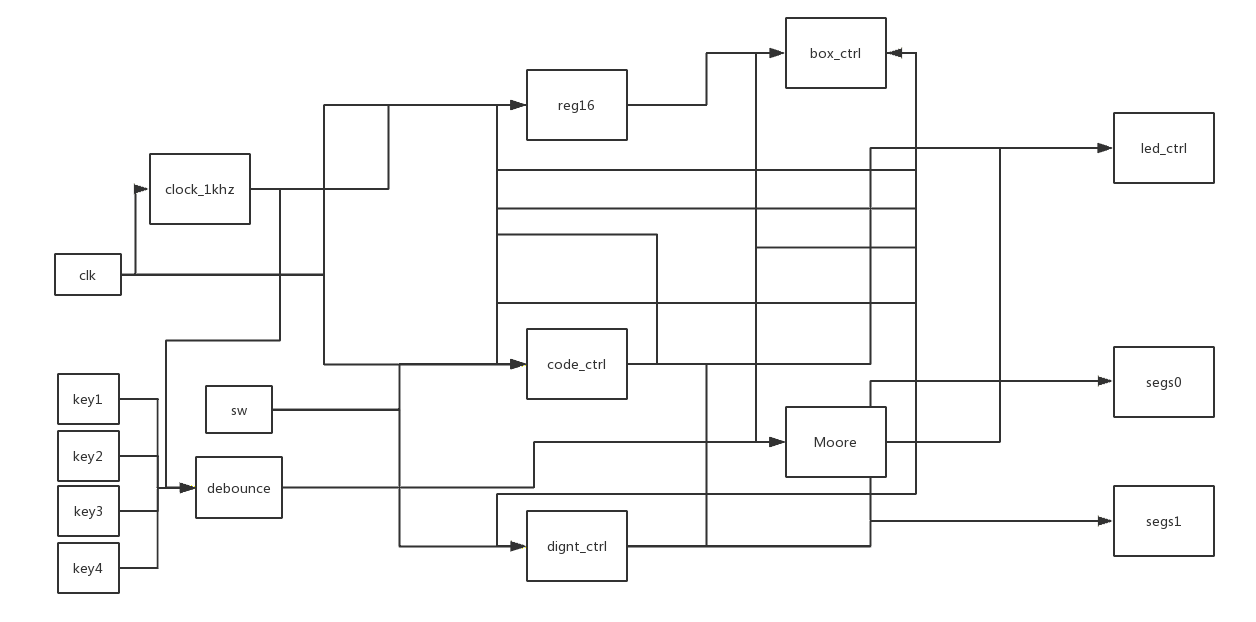 box_ctrl
reg16
led_ctrl
clock_1khz
clk
code_ctrl
segs0
key1
sw
Moore
key2
debounce
key3
segs1
dignt_ctrl
key4